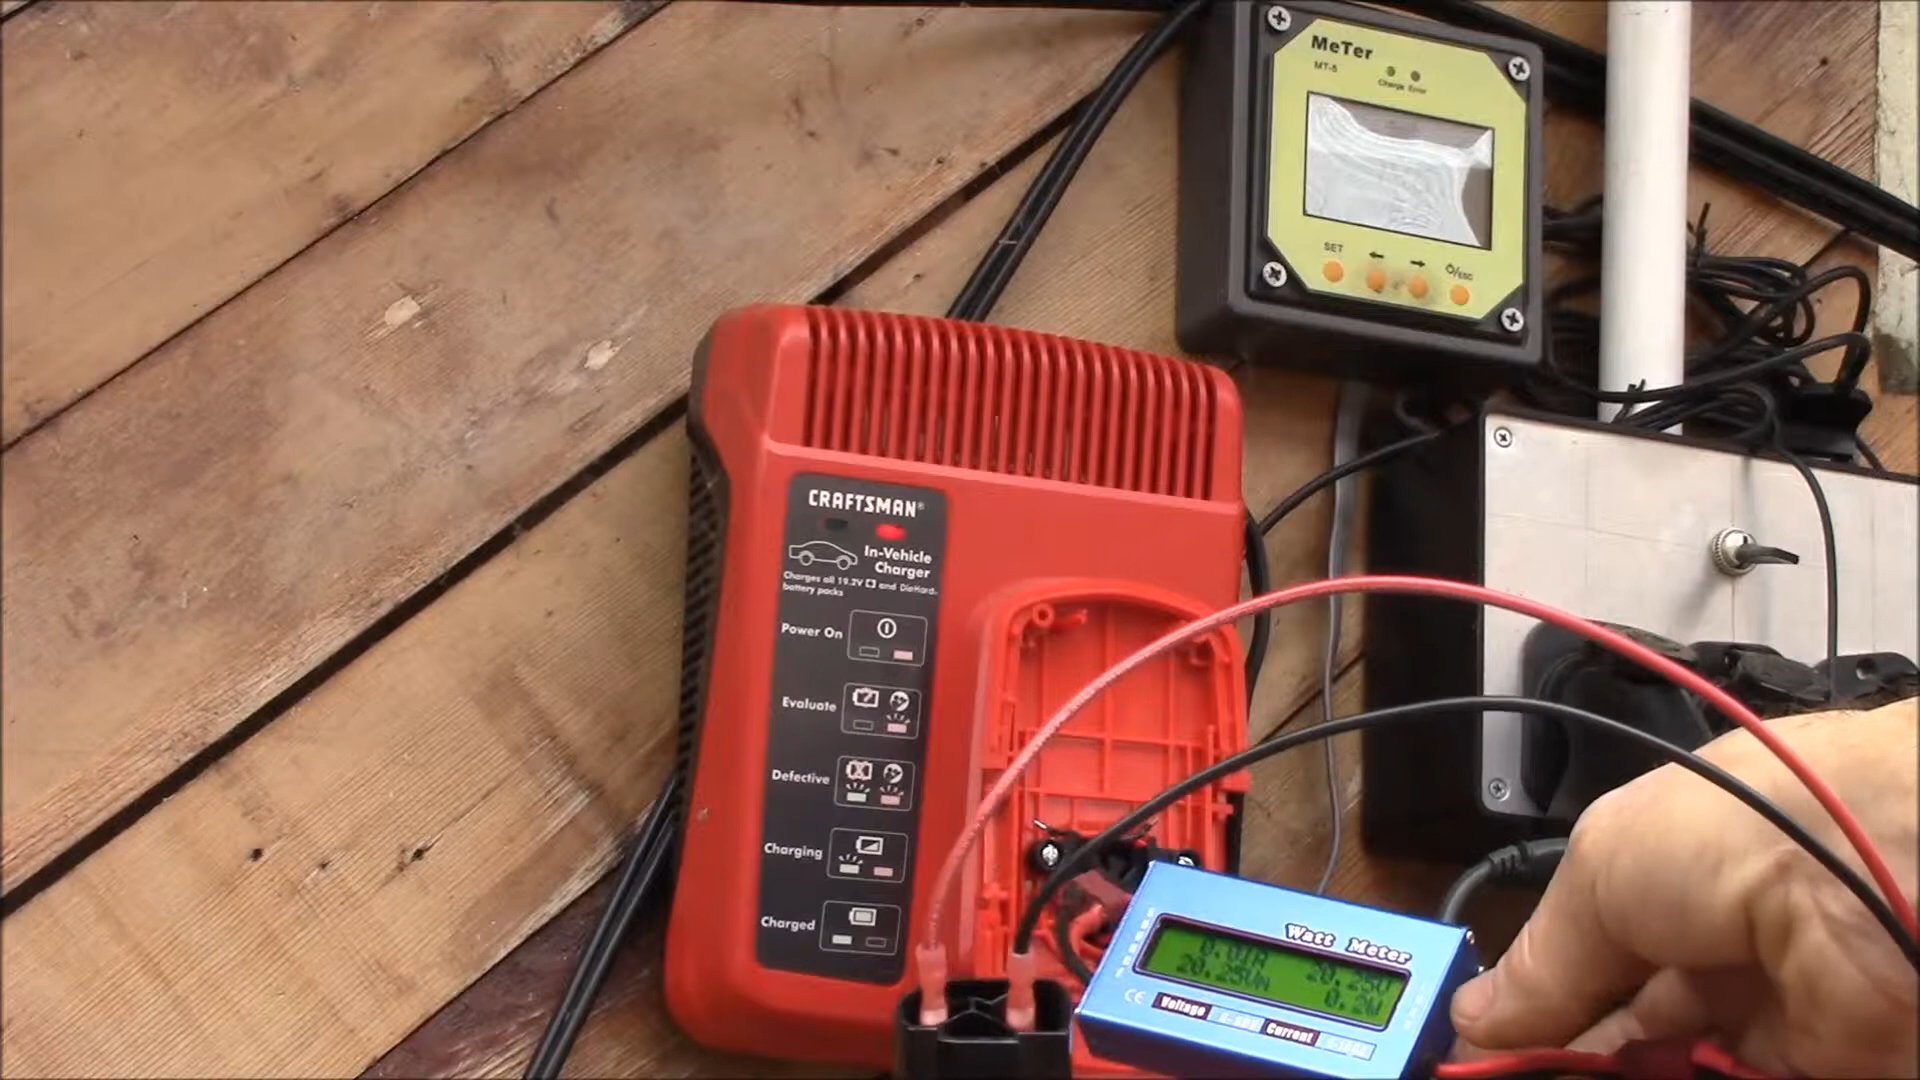 MeTer
MT-5
Charge Error
SET
/ESC
CRAFTSMAN®
In-Vehicle
Charger
Charges all 19.2V and DieHard
battery packs
Power On
Evaluate
Defective
Charging
Charged
Watt Meter
0.01A 20.25V
20.25Vm 0.2W
CE Voltage Current